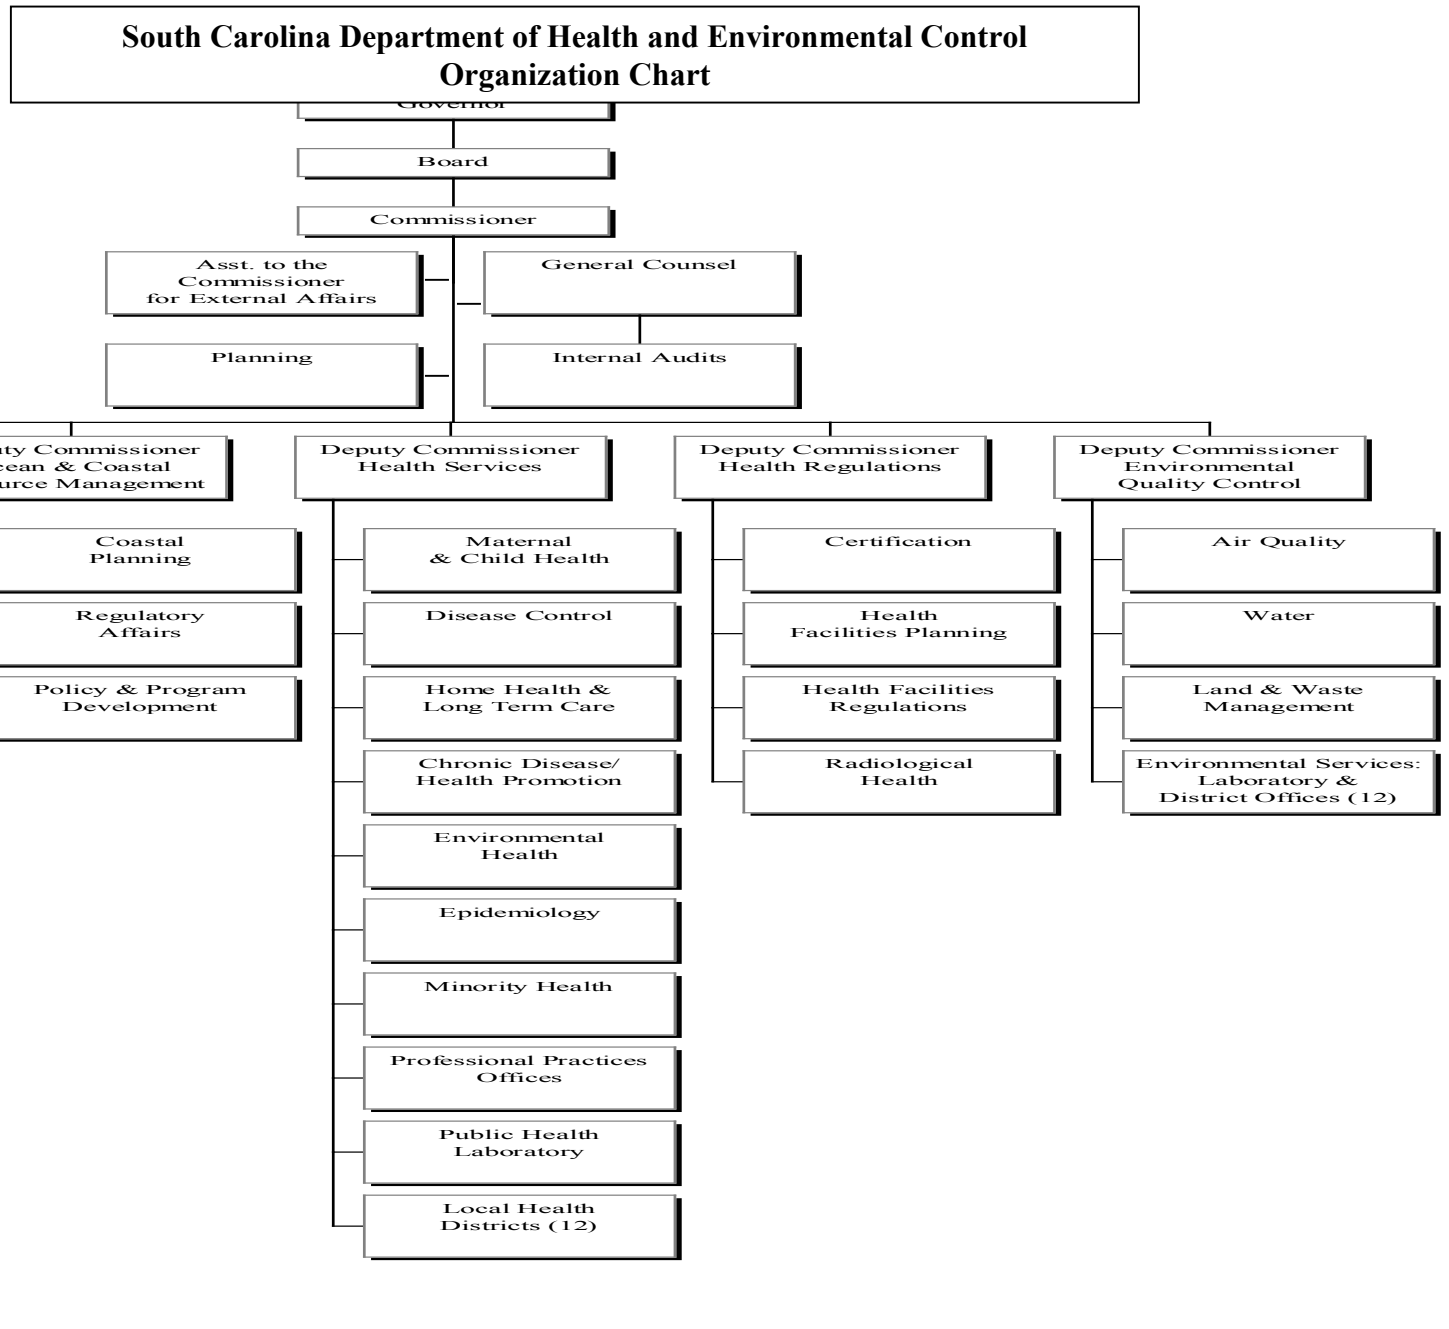 South Carolina Department of Health and Environmental Control
Organization Chart
Governor
Board
Commissioner
Asst. to the
Commissioner
for External Affairs
General Counsel
Planning
Internal Audits
Commissioner
& Coastal
Management
Deputy Commissioner
Health Services
Deputy Commissioner
Health Regulations
Deputy Commissioner
Environmental
Quality Control
Coastal
Planning
Regulatory
Affairs
Policy & Program
Development
Maternal
& Child Health
Disease Control
Home Health &
Long Term Care
Chronic Disease/
Health Promotion
Environmental
Health
Epidemiology
Minority Health
Professional Practices
Offices
Public Health
Laboratory
Local Health
Districts (12)
Certification
Health
Facilities Planning
Health Facilities
Regulations
Radiological
Health
Air Quality
Water
Land & Waste
Management
Environmental Services:
Laboratory &
District Offices (12)